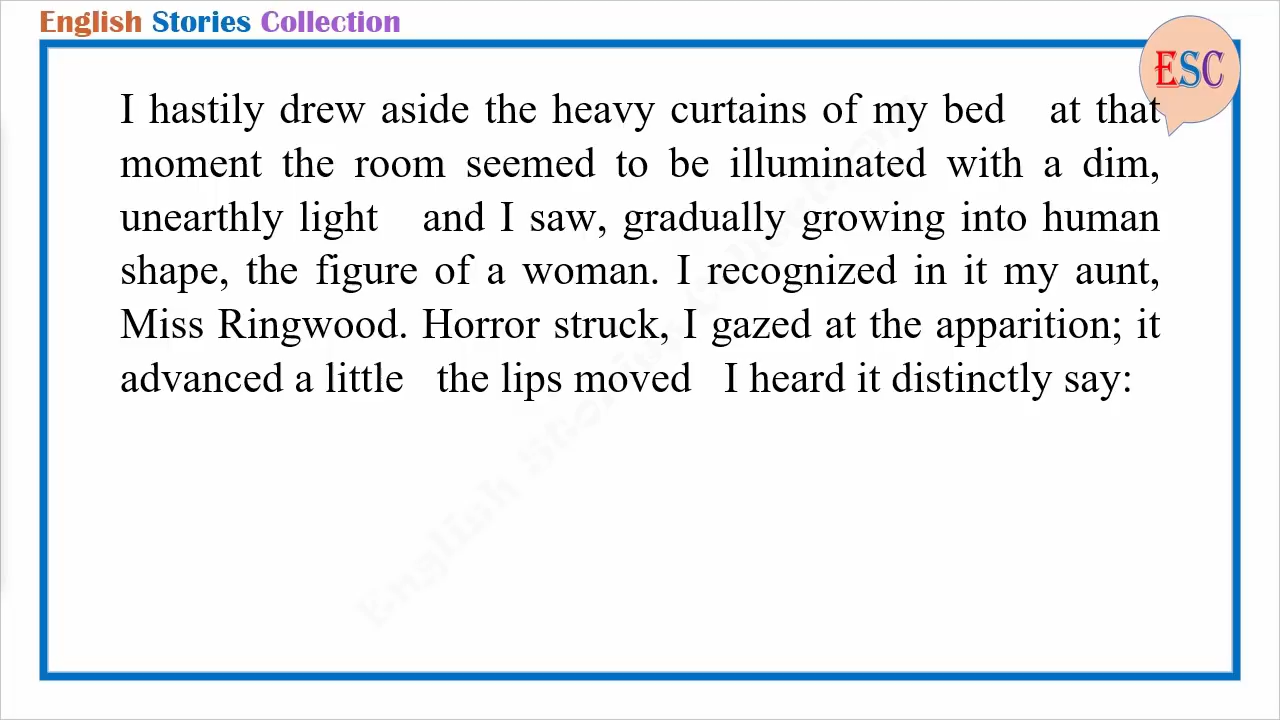 English Stories Collection
ESC
I hastily drew aside the heavy curtains of my bed at that
moment the room seemed to be illuminated with a dim,
unearthly light and I saw, gradually growing into human
shape, the figure of a woman. I recognized in it my aunt,
Miss Ringwood. Horror struck, I gazed at the apparition; it
advanced a little the lips moved I heard it distinctly say: